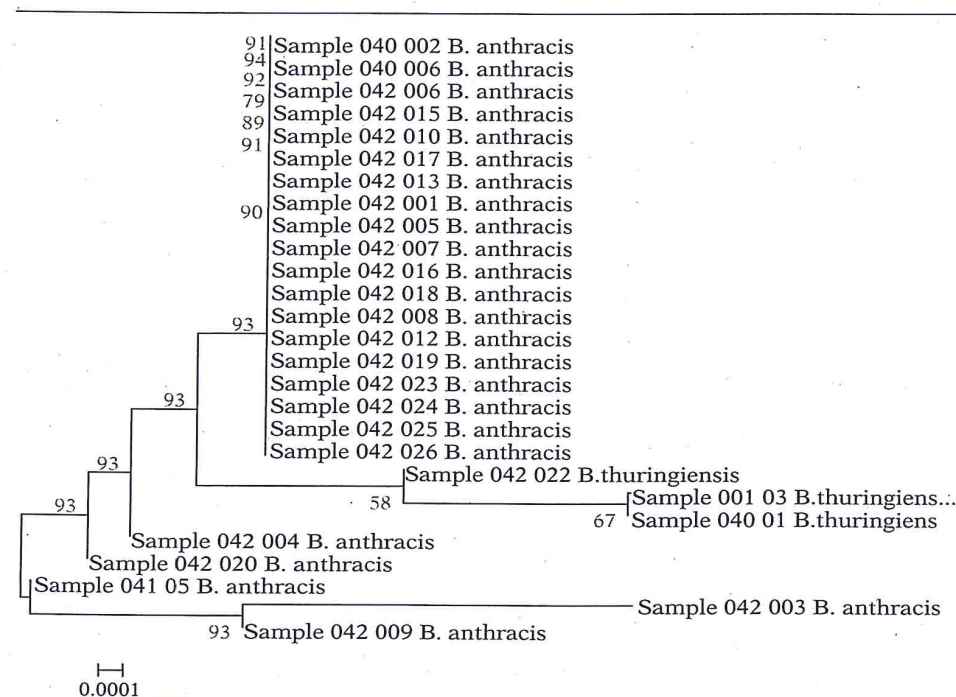 91
Sample 040 002 B. anthracis
94
Sample 040 006 B. anthracis
92
Sample 042 006 B. anthracis
79
Sample 042 015 B. anthracis
89
Sample 042 010 B. anthracis
91
Sample 042 017 B. anthracis
Sample 042 013 B. anthracis
Sample 042 001 B. anthracis
90
Sample 042 005 B. anthracis
Sample 042 007 B. anthracis
Sample 042 016 B. anthracis
Sample 042 018 B. anthracis
Sample 042 008 B. anthracis
93
Sample 042 012 B. anthracis
Sample 042 019 B. anthracis
Sample 042 023 B. anthracis
93
Sample 042 024 B. anthracis
Sample 042 025 B. anthracis
Sample 042 026 B. anthracis
93
Sample 042 022 B.thuringiensis
58
Sample 001 03 B.thuringiens...
93
67
Sample 040 01 B.thuringiens
Sample 042 004 B. anthracis
Sample 042 020 B. anthracis
Sample 041 05 B. anthracis
Sample 042 003 B. anthracis
93
Sample 042 009 B. anthracis
0.0001